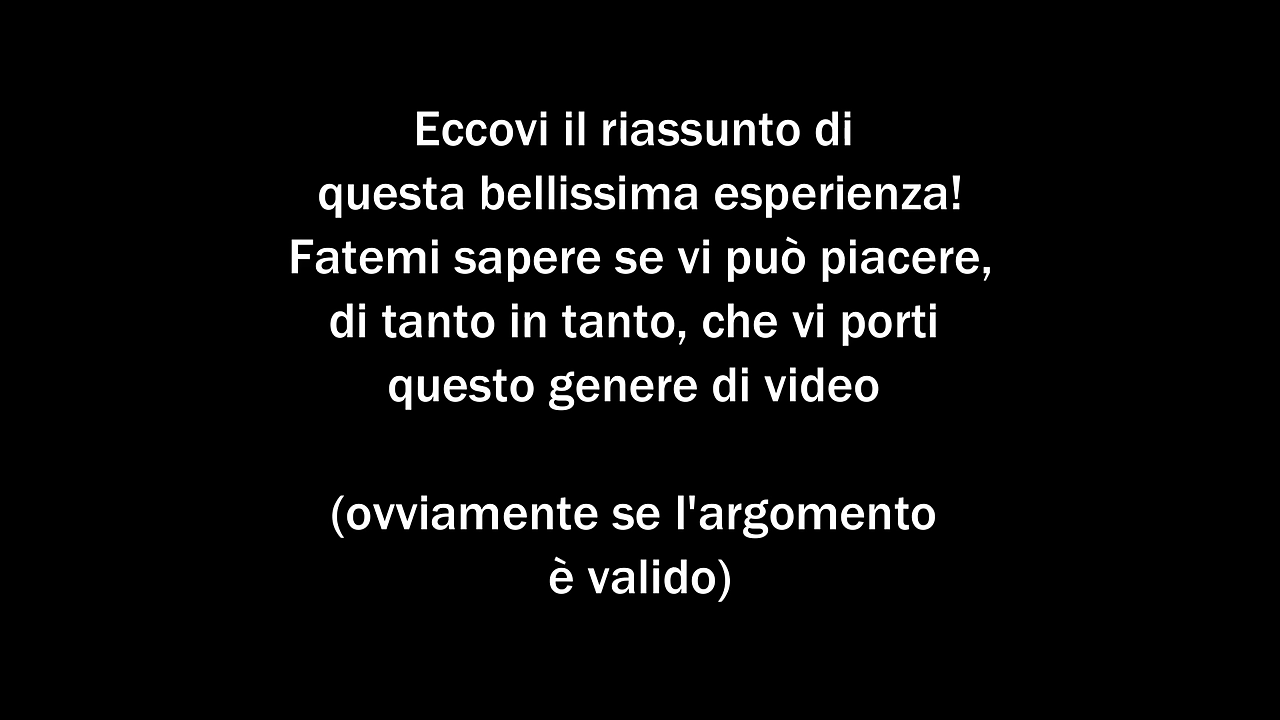 Eccovi il riassunto di
questa bellissima esperienza!
Fatemi sapere se vi può piacere,
di tanto in tanto, che vi porti
questo genere di video
(ovviamente se l'argomento
è valido)